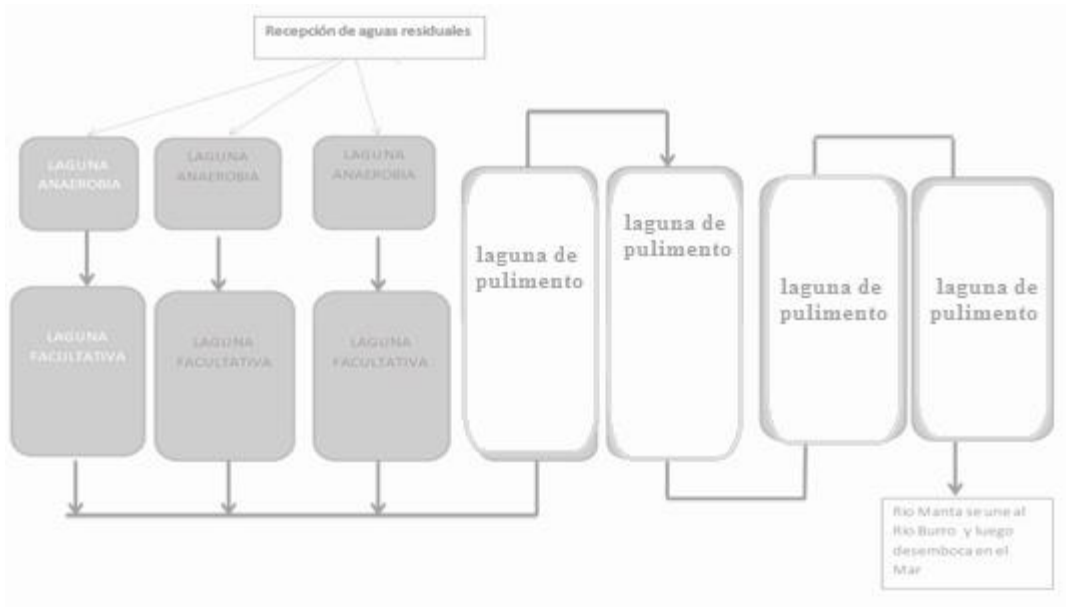 Recepción de aguas residuales
LAGUNA
ANAEROBIA
LAGUNA
ANAEROBIA
LAGUNA
ANAEROBIA
LAGUNA
FACULTATIVA
LAGUNA
FACULTATIVA
LAGUNA
FACULTATIVA
laguna de
pulimento
laguna de
pulimento
laguna de
pulimento
laguna de
pulimento
Rio Manta se une al
Rio Burro y luego
desemboca en el
Mar